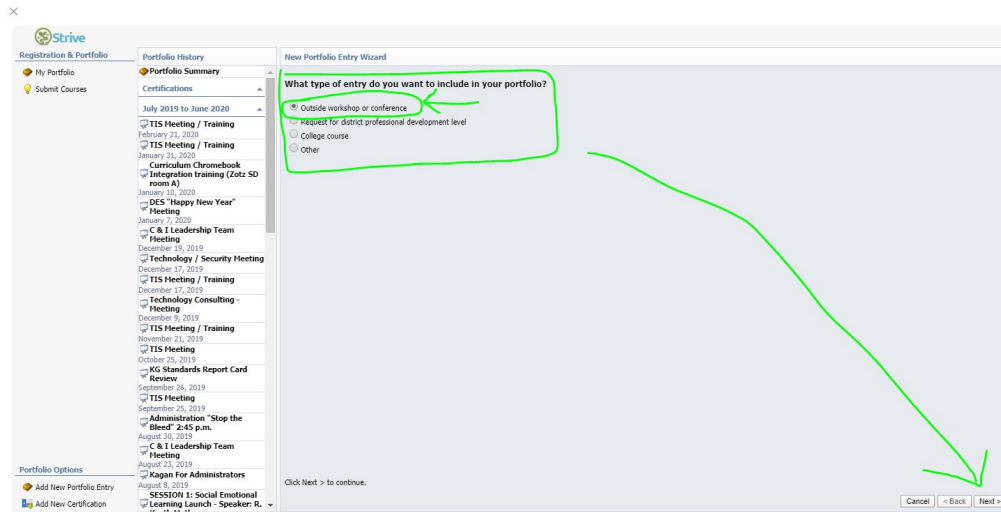 Strive
Registration & Portfolio
My Portfolio
Submit Courses
Portfolio Options
Add New Portfolio Entry
Add New Certification
Portfolio History
Portfolio Summary
Certifications
July 2019 to June 2020
TIS Meeting / Training
February 21, 2020
TIS Meeting / Training
January 31, 2020
Curriculum Chromebook
Integration training (Zotz SD
room A)
January 10, 2020
DES "Happy New Year"
Meeting
January 7, 2020
C & I Leadership Team
Meeting
December 19, 2019
Technology / Security Meeting
December 17, 2019
TIS Meeting / Training
December 17, 2019
Technology Consulting -
Meeting
December 9, 2019
TIS Meeting / Training
November 21, 2019
TIS Meeting
October 25, 2019
KG Standards Report Card
Review
September 26, 2019
TIS Meeting
September 25, 2019
Administration "Stop the
Bleed" 2:45 p.m.
August 30, 2019
C & I Leadership Team
Meeting
August 23, 2019
Kagan For Administrators
August 8, 2019
SESSION 1: Social Emotional
Learning Launch - Speaker: R.
New Portfolio Entry Wizard
What type of entry do you want to include in your portfolio?
Outside workshop or conference
Request for district professional development level
College course
Other
Click Next > to continue.
Cancel
< Back
Next >